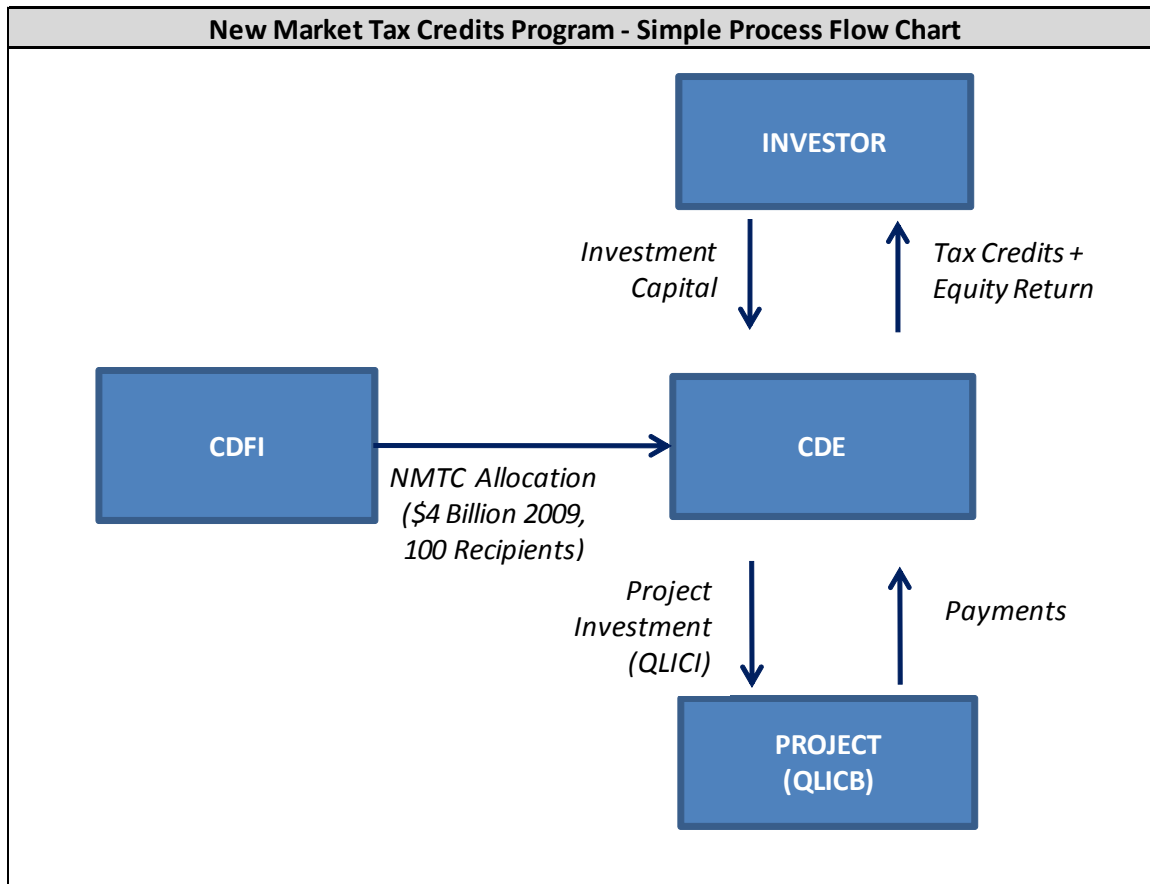 New Market Tax Credits Program - Simple Process Flow Chart
INVESTOR
Investment
Capital
Tax Credits +
Equity Return
CDFI
CDE
NMTC Allocation
($4 Billion 2009,
100 Recipients)
Project
Investment
(QLICI)
Payments
PROJECT
(QLICB)